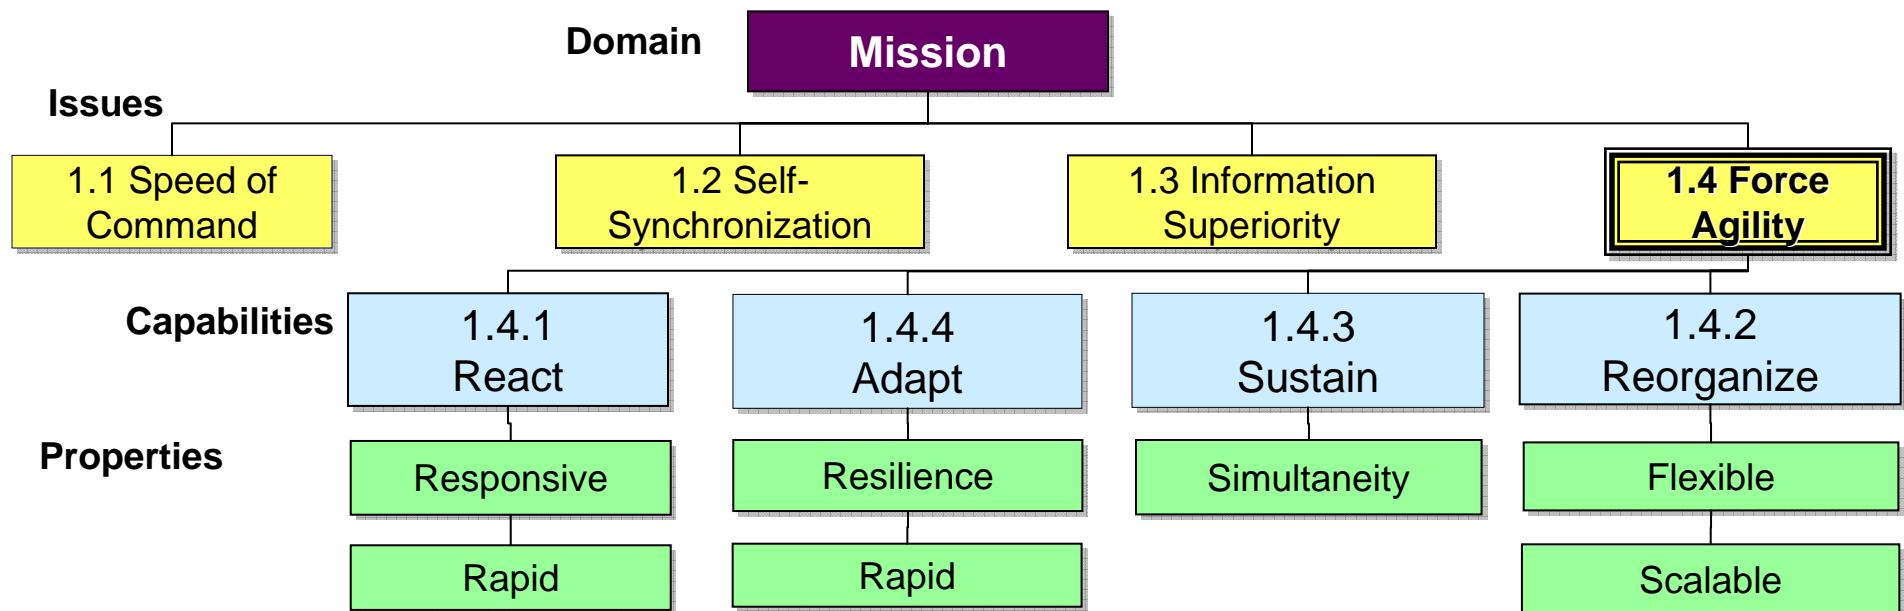 Domain
Mission
Issues
1.1 Speed of
Command
1.2 Self-
Synchronization
1.3 Information
Superiority
1.4 Force
Agility
Capabilities
1.4.1
React
1.4.4
Adapt
1.4.3
Sustain
1.4.2
Reorganize
Properties
Responsive
Resilience
Simultaneity
Flexible
Rapid
Rapid
Scalable